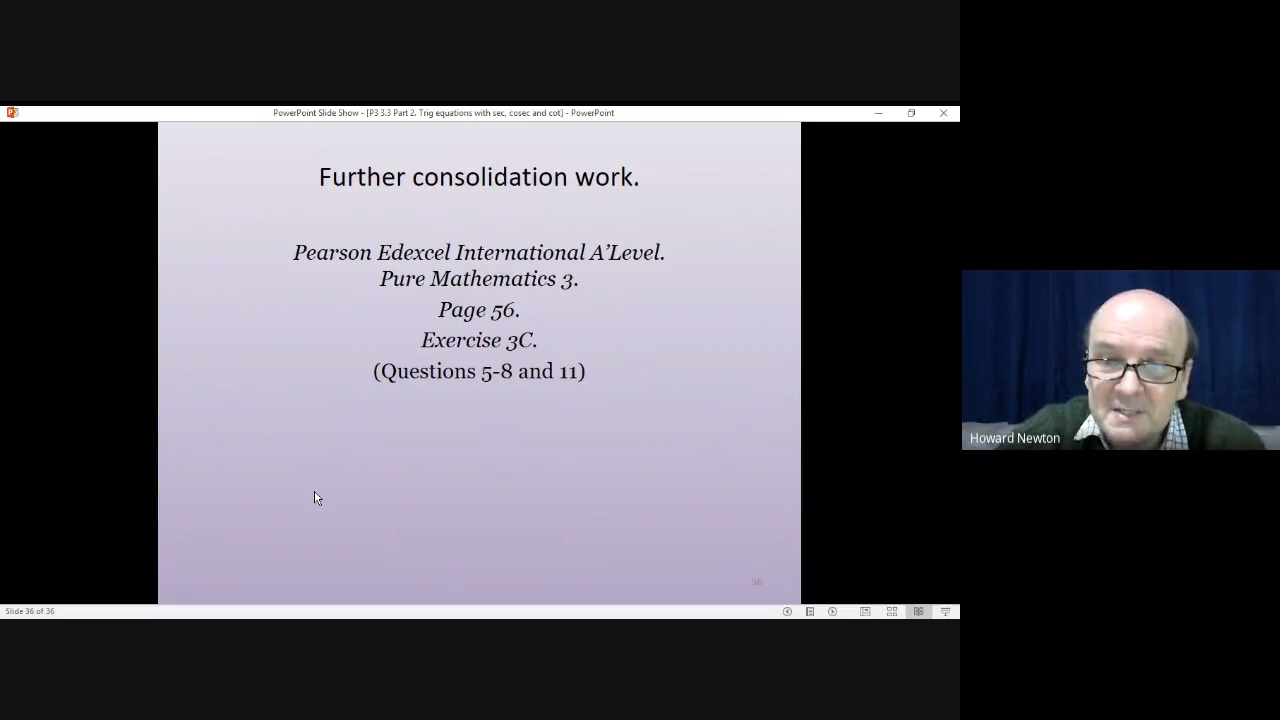 PowerPoint Slide Show - [P3 3.3 Part 2. Trig equations with sec, cosec and cot] - PowerPoint
Further consolidation work.
Pearson Edexcel International A’Level.
Pure Mathematics 3.
Page 56.
Exercise 3C.
(Questions 5-8 and 11)
Howard Newton
36
Slide 36 of 36